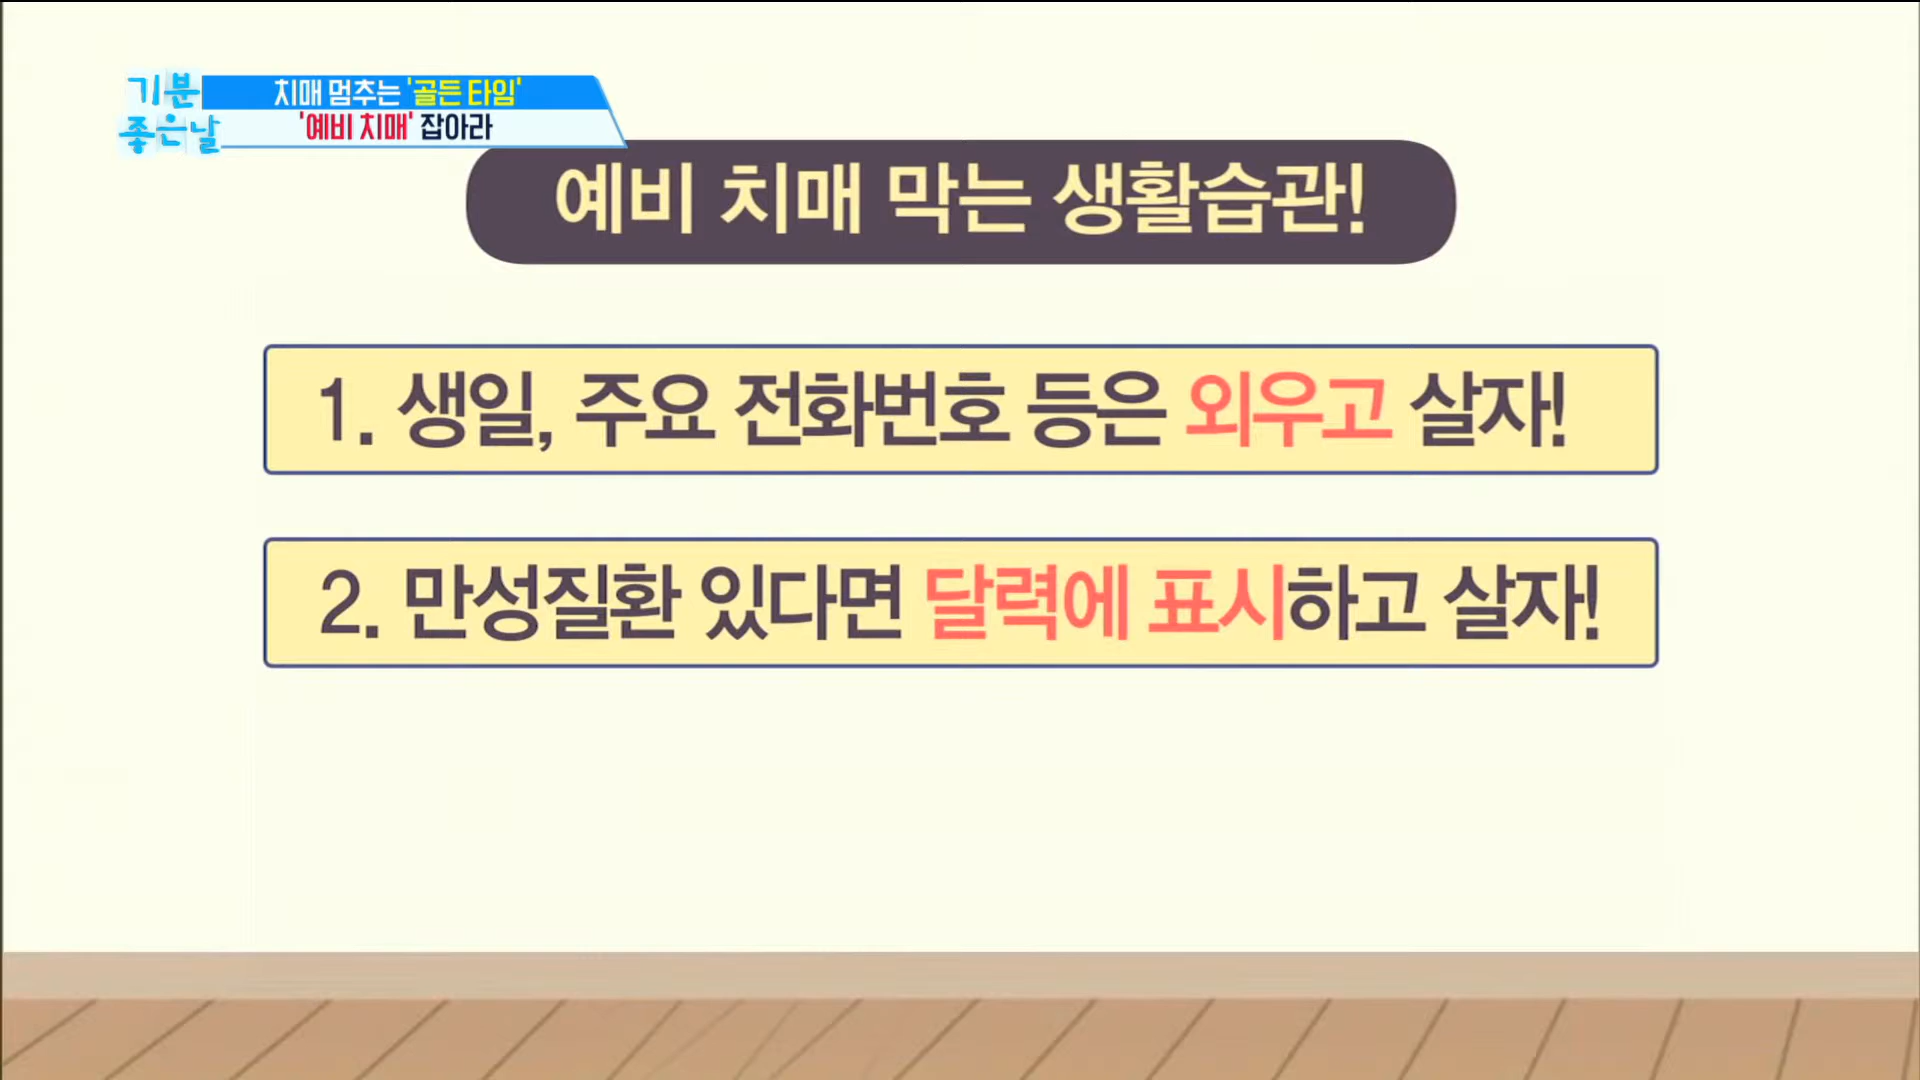 기분
좋은날
치매 멈추는 '골든 타임'
'예비 치매' 잡아라
예비 치매 막는 생활습관!
1. 생일, 주요 전화번호 등은 외우고 살자!
2. 만성질환 있다면 달력에 표시하고 살자!